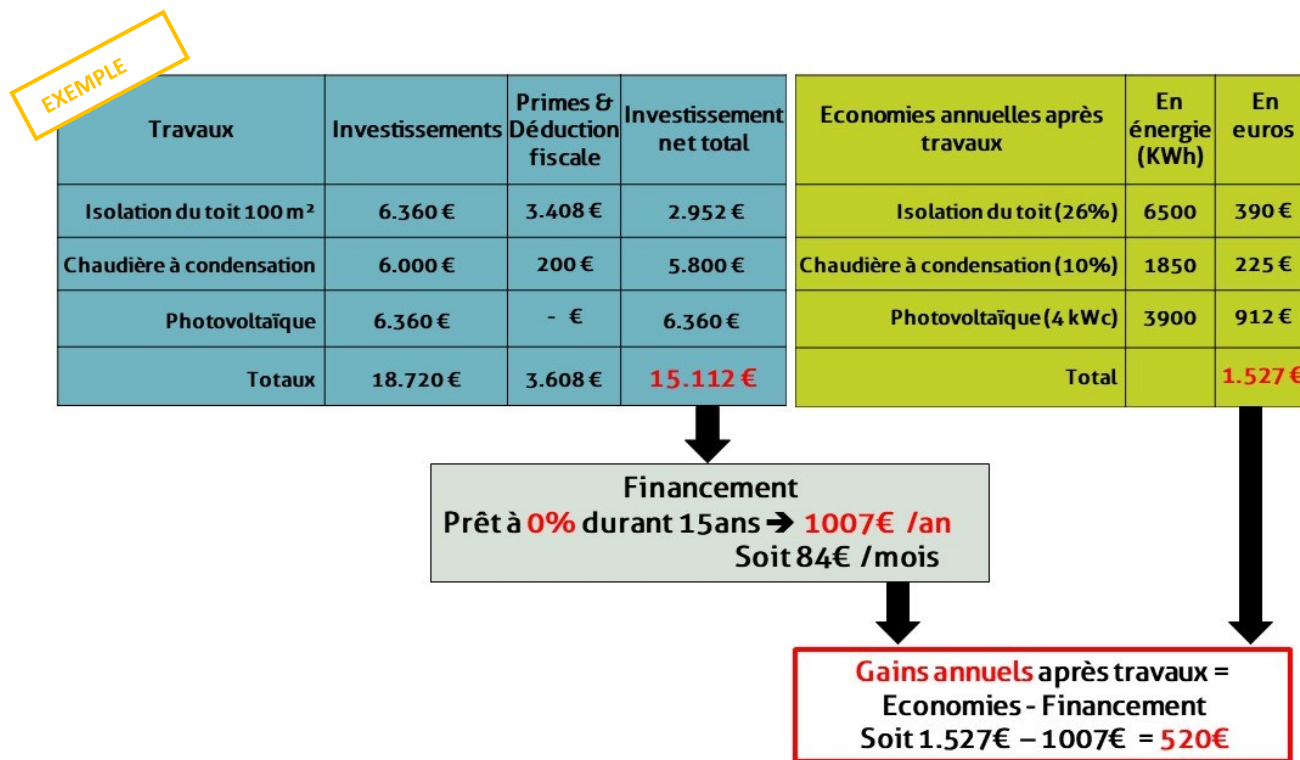 EXEMPLE
Travaux Investissements Primes & Déduction fiscale Investissement net total
Isolation du toit 100 m² 6.360 € 3.408 € 2.952 €
Chaudière à condensation 6.000 € 200 € 5.800 €
Photovoltaïque 6.360 € - € 6.360 €
Totaux 18.720 € 3.608 € 15.112 €
Economies annuelles après travaux En énergie (KWh) En euros
Isolation du toit (26%) 6500 390 €
Chaudière à condensation (10%) 1850 225 €
Photovoltaïque (4 kWc) 3900 912 €
Total 1.527 €
Financement
Prêt à 0% durant 15ans ➔ 1007€ /an
Soit 84€ /mois
Gains annuels après travaux =
Economies - Financement
Soit 1.527€ – 1007€ = 520€